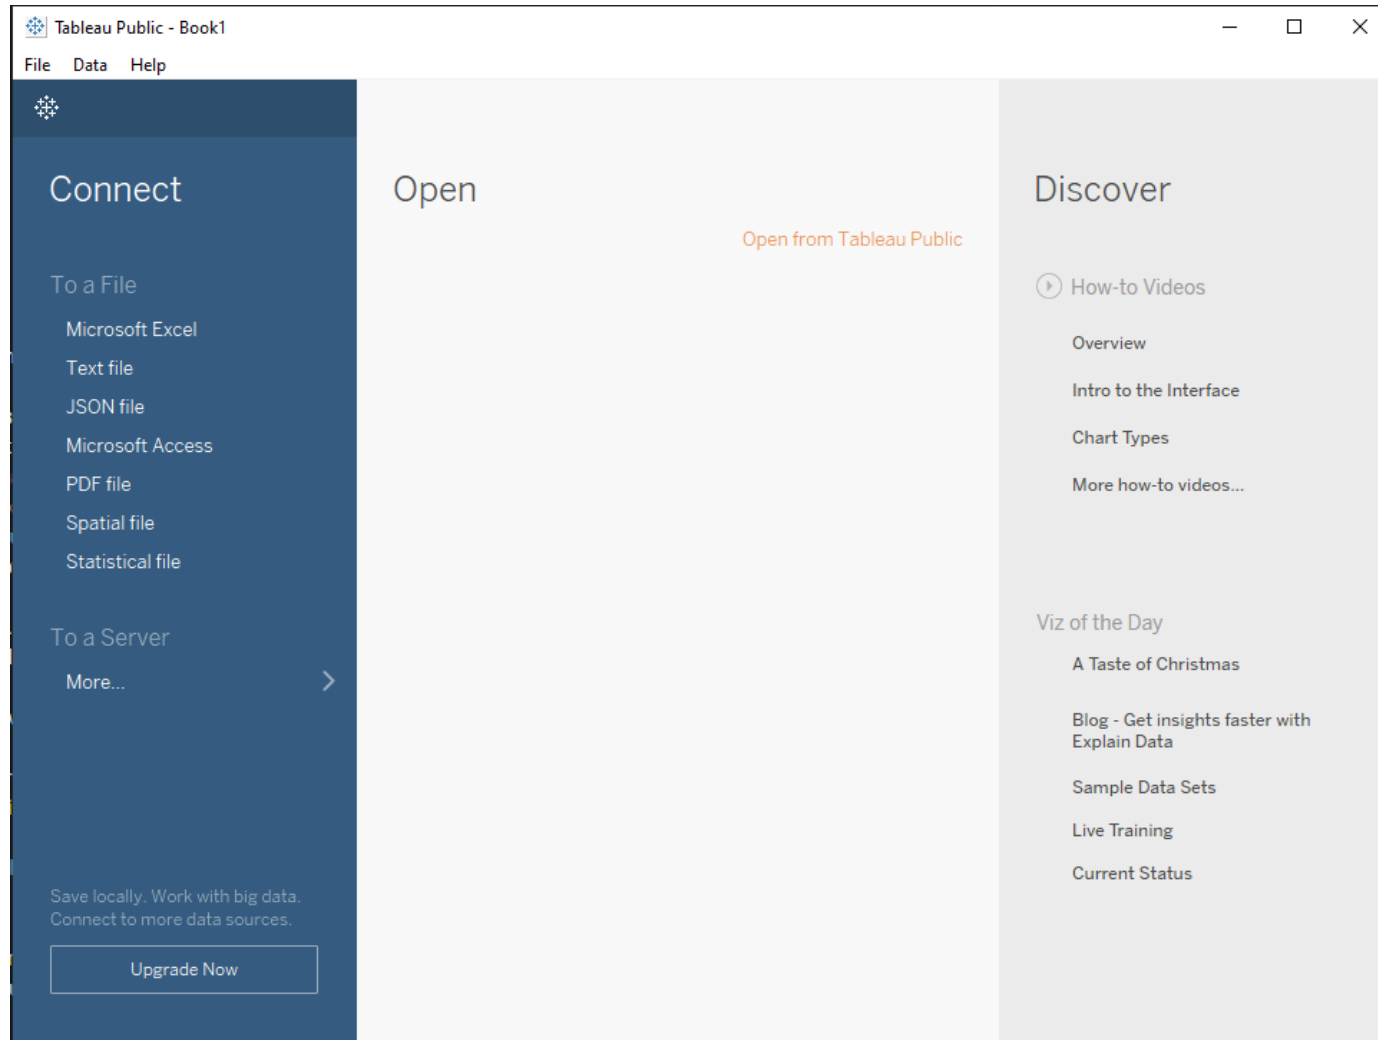 Tableau Public - Book1
File Data Help
Connect
To a File
Microsoft Excel
Text file
JSON file
Microsoft Access
PDF file
Spatial file
Statistical file
To a Server
More...
Save locally. Work with big data.
Connect to more data sources.
Upgrade Now
Open
Open from Tableau Public
Discover
How-to Videos
Overview
Intro to the Interface
Chart Types
More how-to videos...
Viz of the Day
A Taste of Christmas
Blog - Get insights faster with
Explain Data
Sample Data Sets
Live Training
Current Status